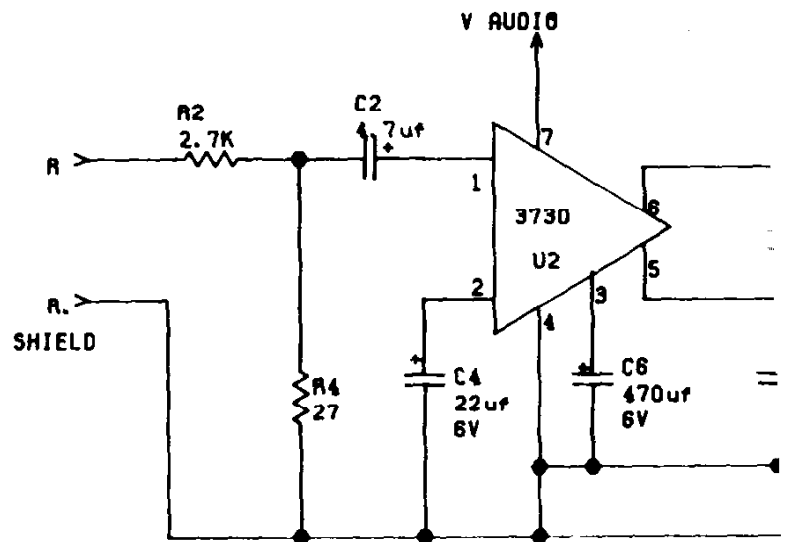 V AUDIO
R2
2.7K
C2
4.7uf
+
R
7
1
3730
U2
6
5
2
3
4
R.
SHIELD
+
C4
22uf
6V
+
C6
470uf
6V
R4
27